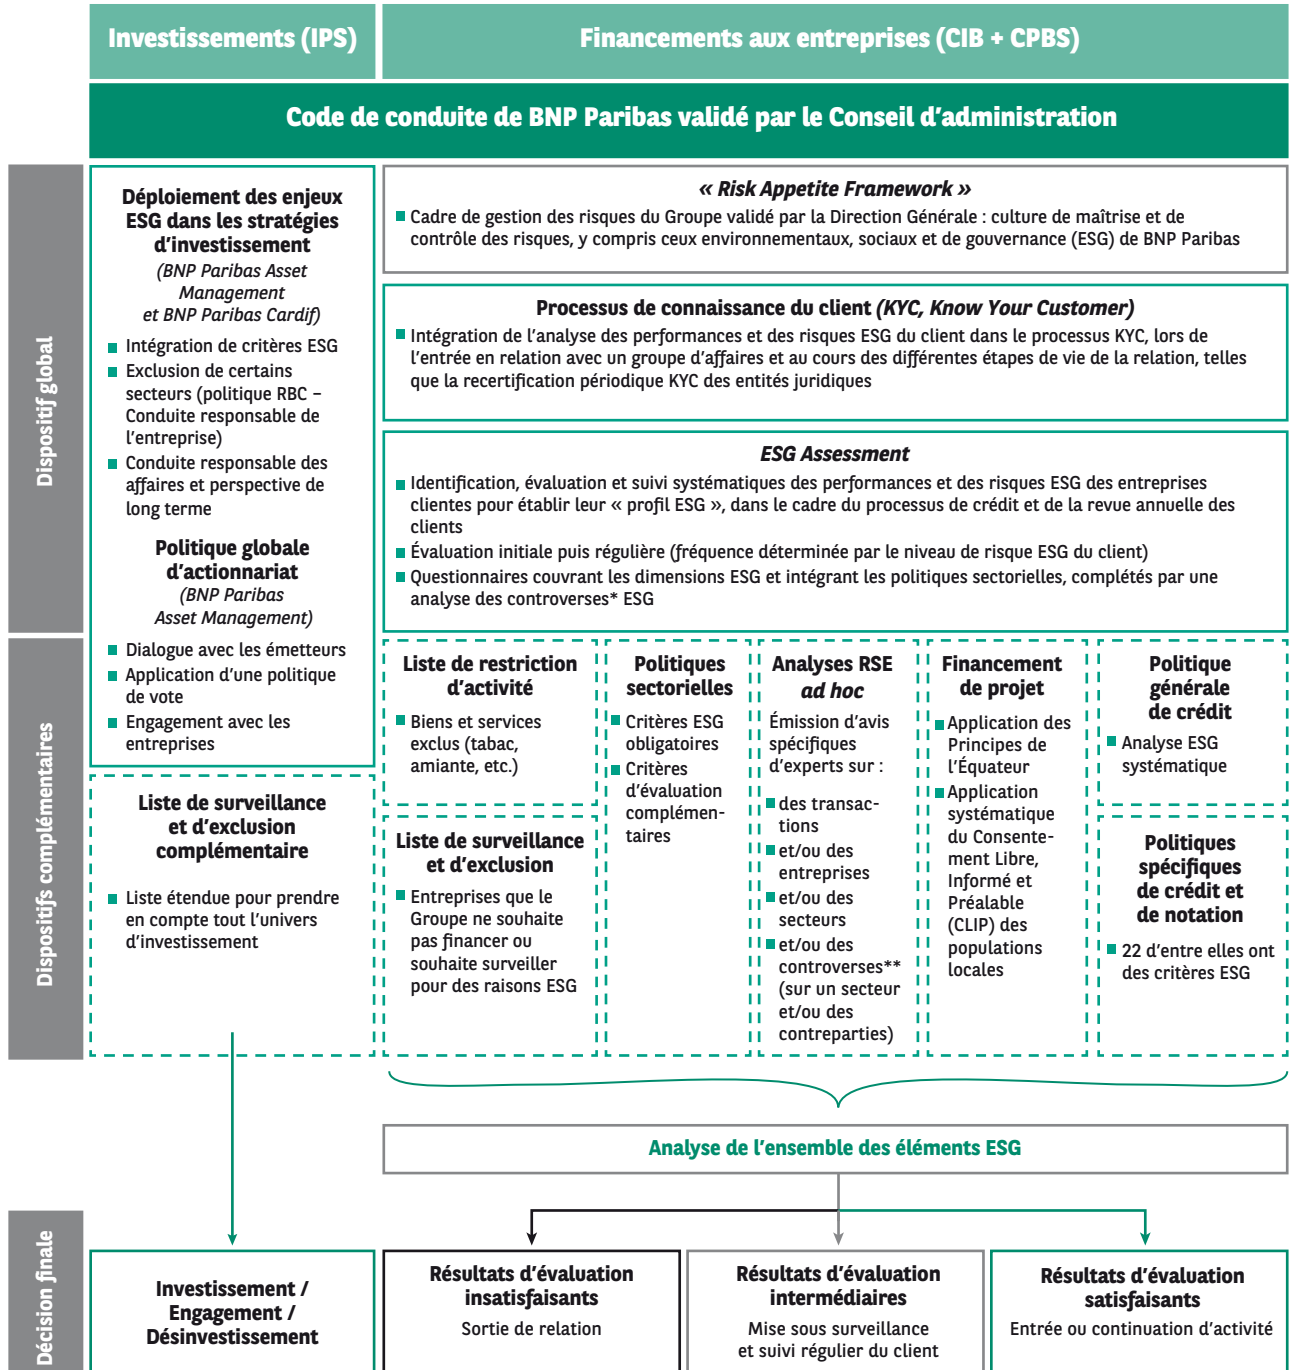 Investissements (IPS)
Financements aux entreprises (CIB + CPBS)
Code de conduite de BNP Paribas validé par le Conseil d'administration
Dispositif global
Déploiement des enjeux
ESG dans les stratégies
d'investissement
(BNP Paribas Asset
Management
et BNP Paribas Cardif)
Intégration de critères ESG
Exclusion de certains
secteurs (politique RBC –
Conduite responsable de
l'entreprise)
Conduite responsable des
affaires et perspective de
long terme
Politique globale
d'actionnariat
(BNP Paribas
Asset Management)
Dialogue avec les émetteurs
Application d'une politique
de vote
Engagement avec les
entreprises
« Risk Appetite Framework »
Cadre de gestion des risques du Groupe validé par la Direction Générale : culture de maîtrise et de
contrôle des risques, y compris ceux environnementaux, sociaux et de gouvernance (ESG) de BNP Paribas
Processus de connaissance du client (KYC, Know Your Customer)
Intégration de l'analyse des performances et des risques ESG du client dans le processus KYC, lors de
l'entrée en relation avec un groupe d'affaires et au cours des différentes étapes de vie de la relation, telles
que la recertification périodique KYC des entités juridiques
ESG Assessment
Identification, évaluation et suivi systématiques des performances et des risques ESG des entreprises
clientes pour établir leur « profil ESG », dans le cadre du processus de crédit et de la revue annuelle des
clients
Évaluation initiale puis régulière (fréquence déterminée par le niveau de risque ESG du client)
Questionnaires couvrant les dimensions ESG et intégrant les politiques sectorielles, complétés par une
analyse des controverses* ESG
Dispositifs complémentaires
Liste de surveillance
et d'exclusion
complémentaire
Liste étendue pour prendre
en compte tout l'univers
d'investissement
Liste de restriction
d'activité
Biens et services
exclus (tabac,
amiante, etc.)
Liste de surveillance
et d'exclusion
Entreprises que le
Groupe ne souhaite
pas financer ou
souhaite surveiller
pour des raisons ESG
Politiques
sectorielles
Critères ESG
obligatoires
Critères
d'évaluation
complémen-
taires
Analyses RSE
ad hoc
Émission d'avis
spécifiques
d'experts sur :
des transac-
tions
et/ou des
entreprises
et/ou des
secteurs
et/ou des
controverses**
(sur un secteur
et/ou des
contreparties)
Financement
de projet
Application des
Principes de
l'Équateur
Application
systématique
du Consente-
ment Libre,
Informé et
Préalable
(CLIP) des
populations
locales
Politique
générale
de crédit
Analyse ESG
systématique
Politiques
spécifiques
de crédit et
de notation
22 d'entre elles ont
des critères ESG
Analyse de l'ensemble des éléments ESG
Décision finale
Investissement /
Engagement /
Désinvestissement
Résultats d'évaluation
insatisfaisants
Sortie de relation
Résultats d'évaluation
intermédiaires
Mise sous surveillance
et suivi régulier du client
Résultats d'évaluation
satisfaisants
Entrée ou continuation d'activité